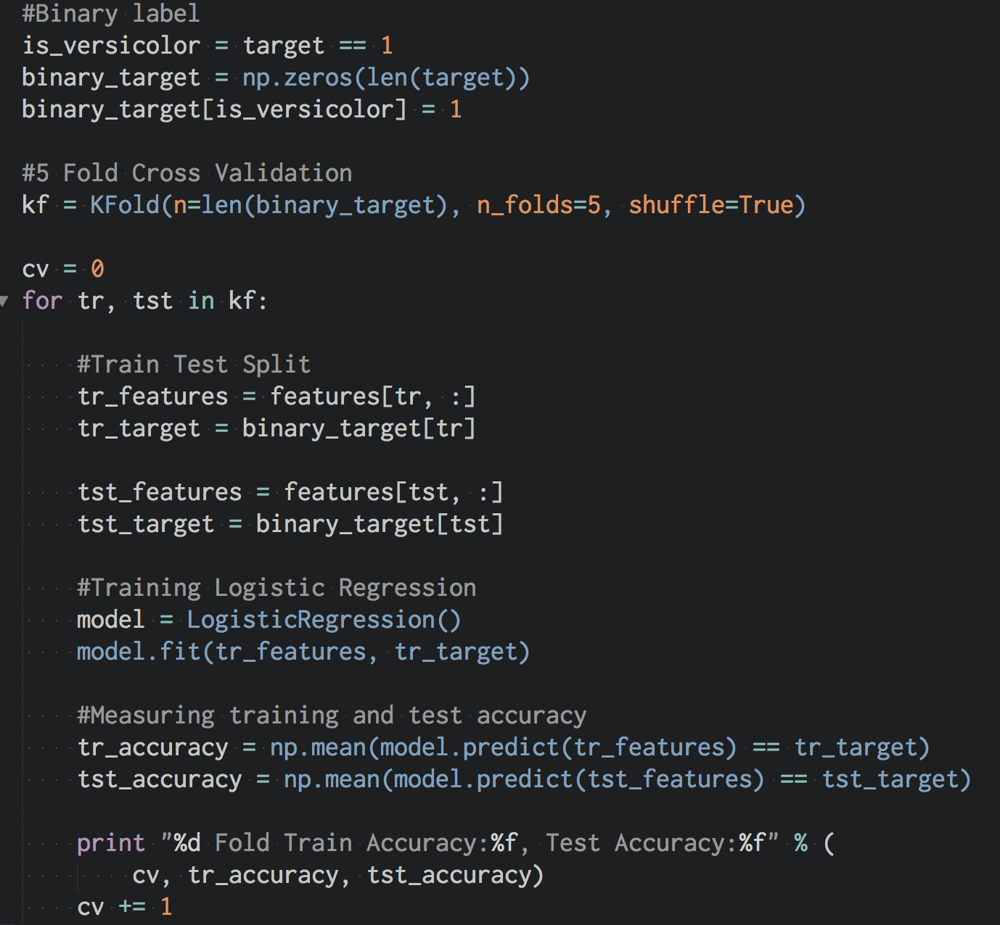 #Binary label
is_versicolor = target == 1
binary_target = np.zeros(len(target))
binary_target[is_versicolor] = 1

#5 Fold Cross Validation
kf = KFold(n=len(binary_target), n_folds=5, shuffle=True)

cv = 0
for tr, tst in kf:

    #Train Test Split
    tr_features = features[tr, :]
    tr_target = binary_target[tr]

    tst_features = features[tst, :]
    tst_target = binary_target[tst]

    #Training Logistic Regression
    model = LogisticRegression()
    model.fit(tr_features, tr_target)

    #Measuring training and test accuracy
    tr_accuracy = np.mean(model.predict(tr_features) == tr_target)
    tst_accuracy = np.mean(model.predict(tst_features) == tst_target)

    print "%d Fold Train Accuracy:%f, Test Accuracy:%f" % (
        cv, tr_accuracy, tst_accuracy)
    cv += 1